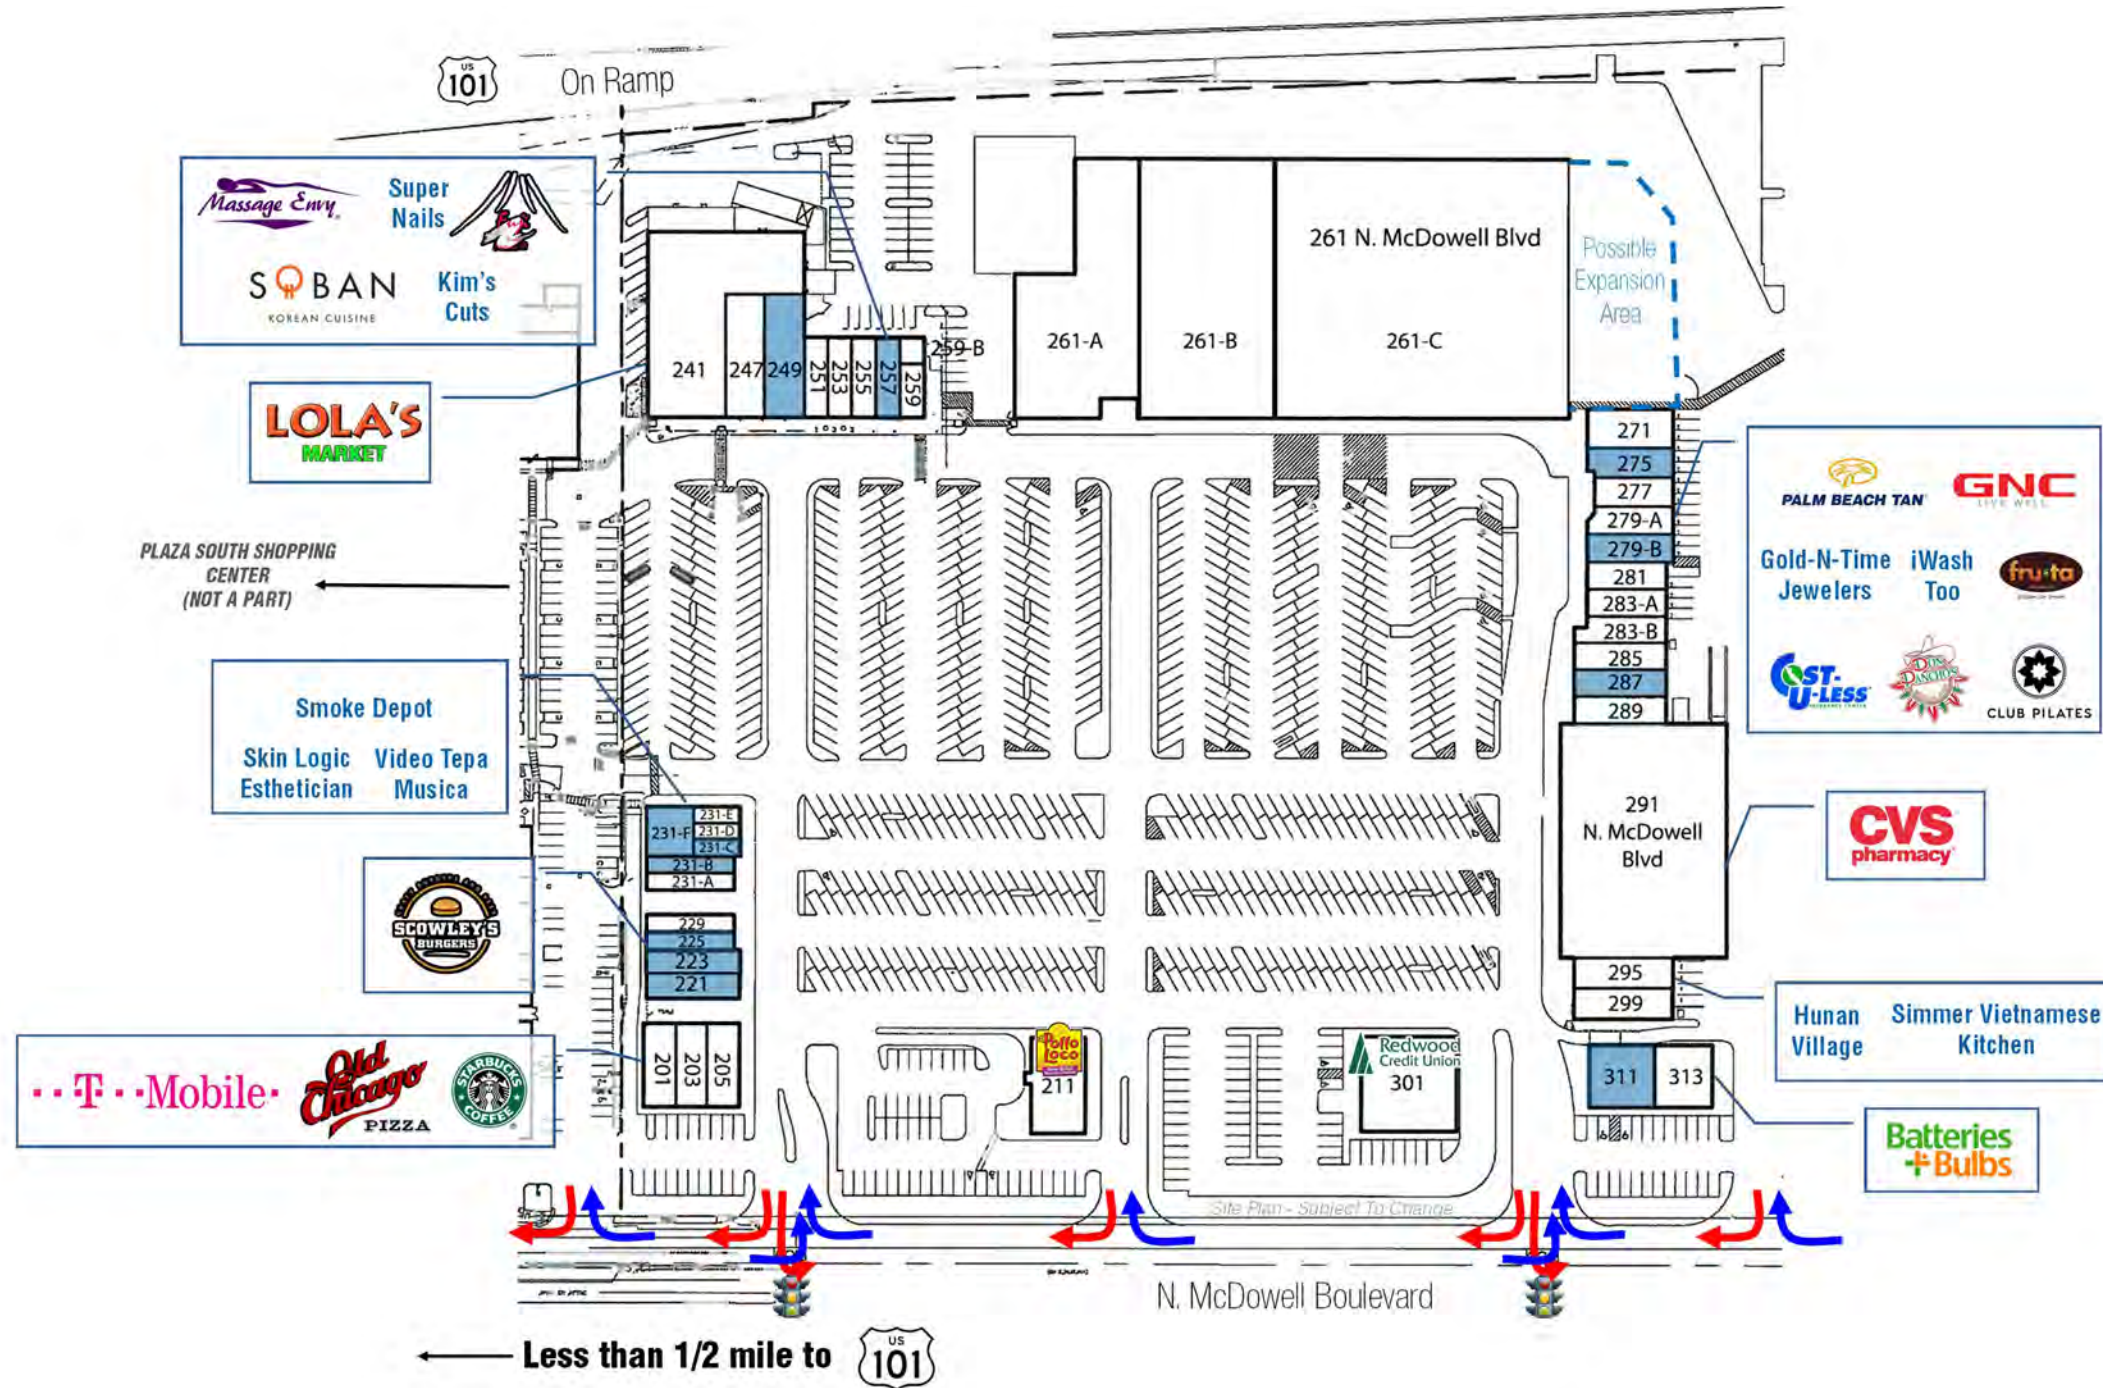 US
101
On Ramp
Massage Envy
Super
Nails
SOBAN
KOREAN CUISINE
Kim's
Cuts
LOLA'S
MARKET
PLAZA SOUTH SHOPPING
CENTER
(NOT A PART)
Smoke Depot
Skin Logic
Esthetician
Video Tepa
Musica
SCOWLEY'S
BURGERS
T Mobile
Old
Chicago
PIZZA
STARBUCKS
COFFEE
241
247
249
251
253
255
257
259
259-B
261-A
261-B
261 N. McDowell Blvd
261-C
Possible
Expansion
Area
271
275
277
279-A
279-B
281
283-A
283-B
285
287
289
291
N. McDowell
Blvd
295
299
311
313
231-E
231-F
231-D
231-C
231-B
231-A
229
225
223
221
201
203
205
Pollo
Loco
211
Redwood
Credit Union
301
PALM BEACH TAN
GNC
LIVE WELL
Gold-N-Time
Jewelers
iWash
Too
fruta
COST-
U-LESS
DON
PANCHO'S
CLUB PILATES
CVS
pharmacy
Hunan
Village
Simmer Vietnamese
Kitchen
Batteries
+Bulbs
Site Plan - Subject To Change
N. McDowell Boulevard
Less than 1/2 mile to
US
101